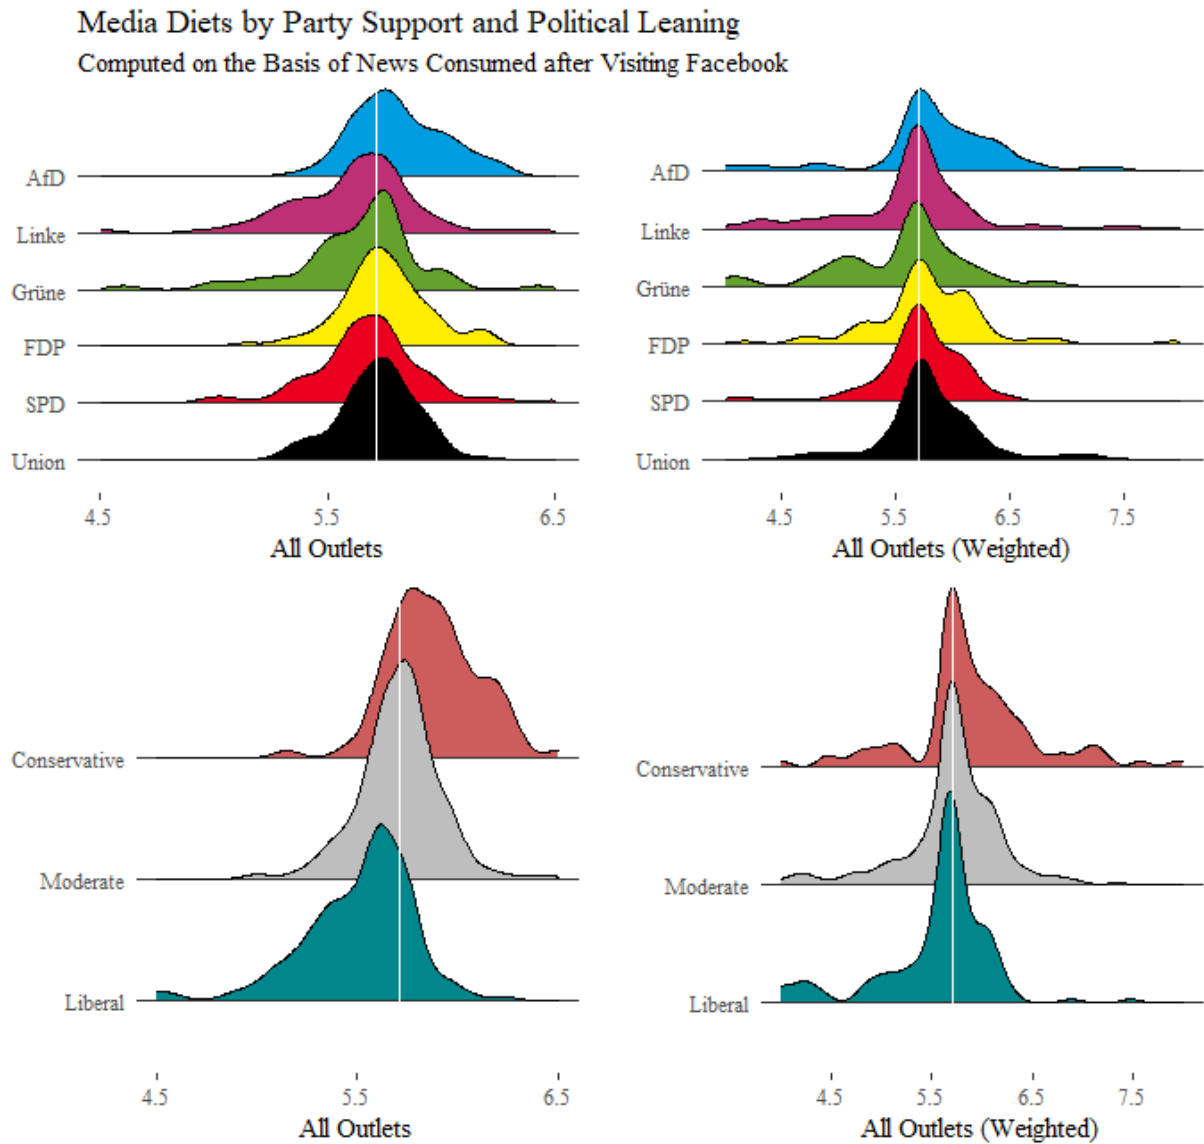 Media Diets by Party Support and Political Leaning
Computed on the Basis of News Consumed after Visiting Facebook
AfD
Linke
Grüne
FDP
SPD
Union
4.5 5.5 6.5
All Outlets
AfD
Linke
Grüne
FDP
SPD
Union
4.5 5.5 6.5 7.5
All Outlets (Weighted)
Conservative
Moderate
Liberal
4.5 5.5 6.5
All Outlets
Conservative
Moderate
Liberal
4.5 5.5 6.5 7.5
All Outlets (Weighted)